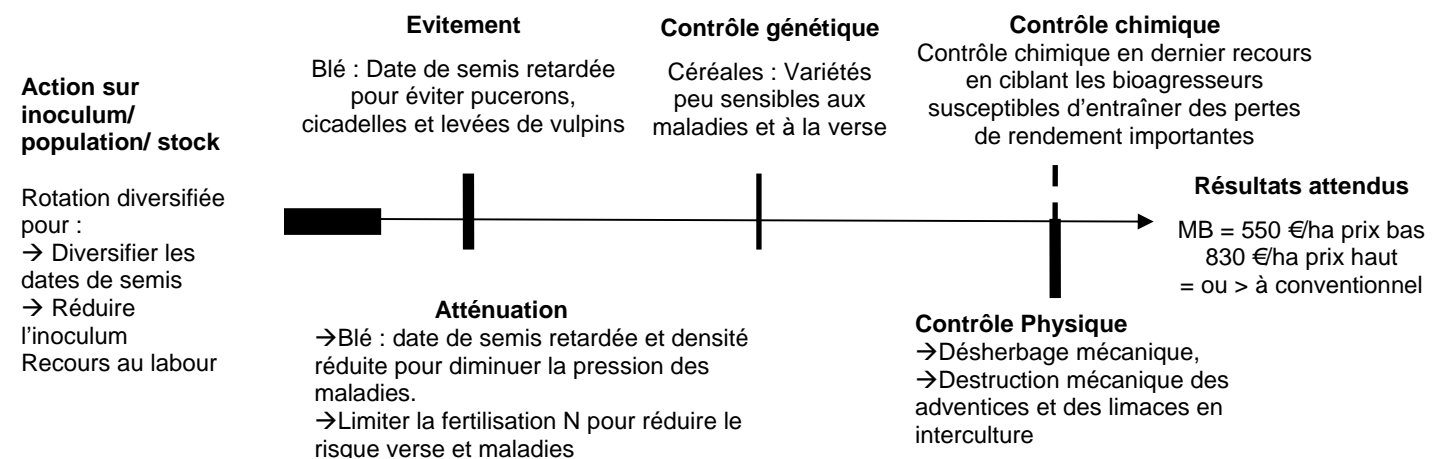 Action sur
inoculum/
population/ stock
Rotation diversifiée
pour :
→ Diversifier les
dates de semis
→ Réduire
l’inoculum
Recours au labour
Evitement
Blé : Date de semis retardée
pour éviter pucerons,
cicadelles et levées de vulpins
Atténuation
→Blé : date de semis retardée et densité
réduite pour diminuer la pression des
maladies.
→Limiter la fertilisation N pour réduire le
risque verse et maladies
Contrôle génétique
Céréales : Variétés
peu sensibles aux
maladies et à la verse
Contrôle chimique
Contrôle chimique en dernier recours
en ciblant les bioagresseurs
susceptibles d’entraîner des pertes
de rendement importantes
Contrôle Physique
→Désherbage mécanique,
→Destruction mécanique des
adventices et des limaces en
interculture
Résultats attendus
MB = 550 €/ha prix bas
830 €/ha prix haut
= ou > à conventionnel